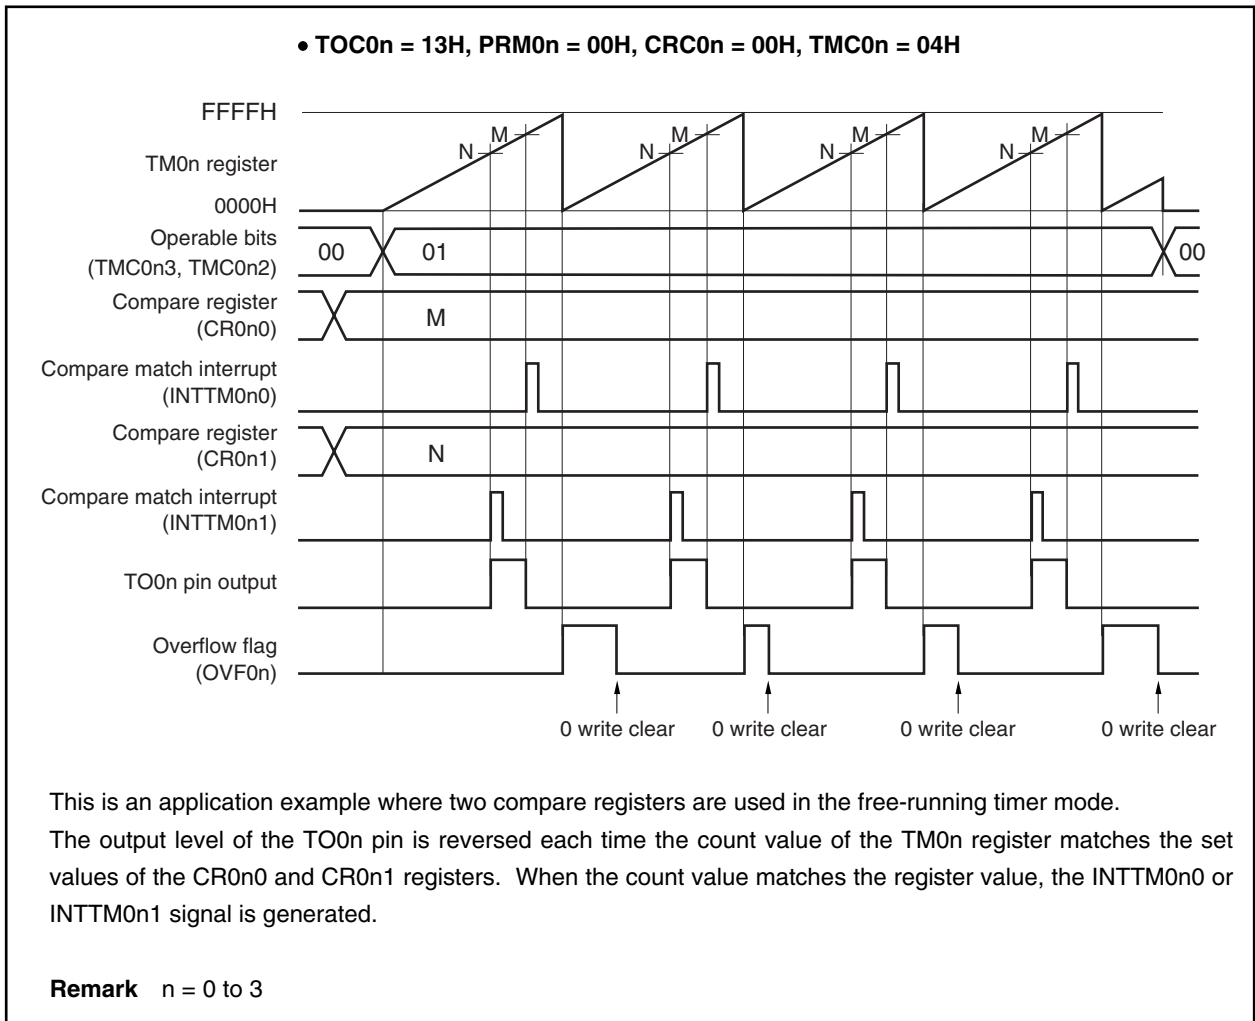 • TOC0n = 13H, PRM0n = 00H, CRC0n = 00H, TMC0n = 04H
FFFFH
TM0n register
0000H
N M N M N M N M
Operable bits
(TMC0n3, TMC0n2)
00 01 00
Compare register
(CR0n0)
M
Compare match interrupt
(INTTM0n0)
Compare register
(CR0n1)
N
Compare match interrupt
(INTTM0n1)
TO0n pin output
Overflow flag
(OVF0n)
0 write clear 0 write clear 0 write clear 0 write clear
This is an application example where two compare registers are used in the free-running timer mode.
The output level of the TO0n pin is reversed each time the count value of the TM0n register matches the set
values of the CR0n0 and CR0n1 registers. When the count value matches the register value, the INTTM0n0 or
INTTM0n1 signal is generated.
Remark n = 0 to 3